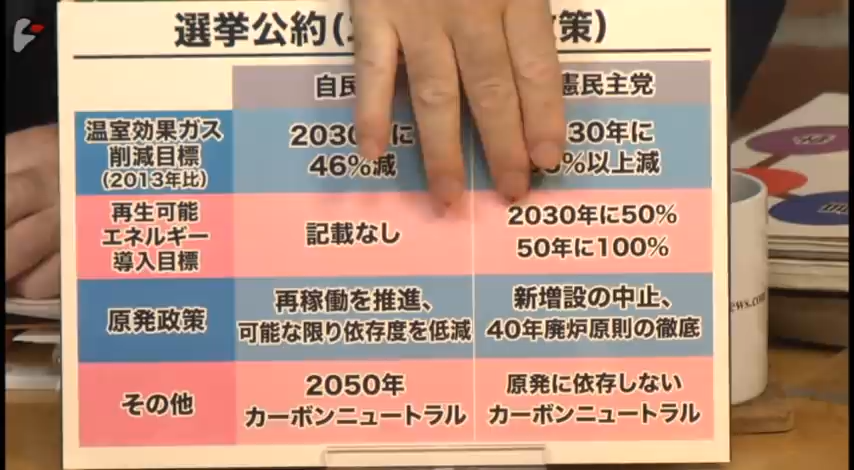 選挙公約( 策)
自民
憲民主党
温室効果ガス
削減目標
(2013年比)
2030 に
46%減
30年に
%以上減
再生可能
エネルギー
導入目標
記載なし
2030年に50%
50年に100%
原発政策
再稼働を推進、
可能な限り依存度を低減
新増設の中止、
40年廃炉原則の徹底
その他
2050年
カーボンニュートラル
原発に依存しない
カーボンニュートラル
ews.co